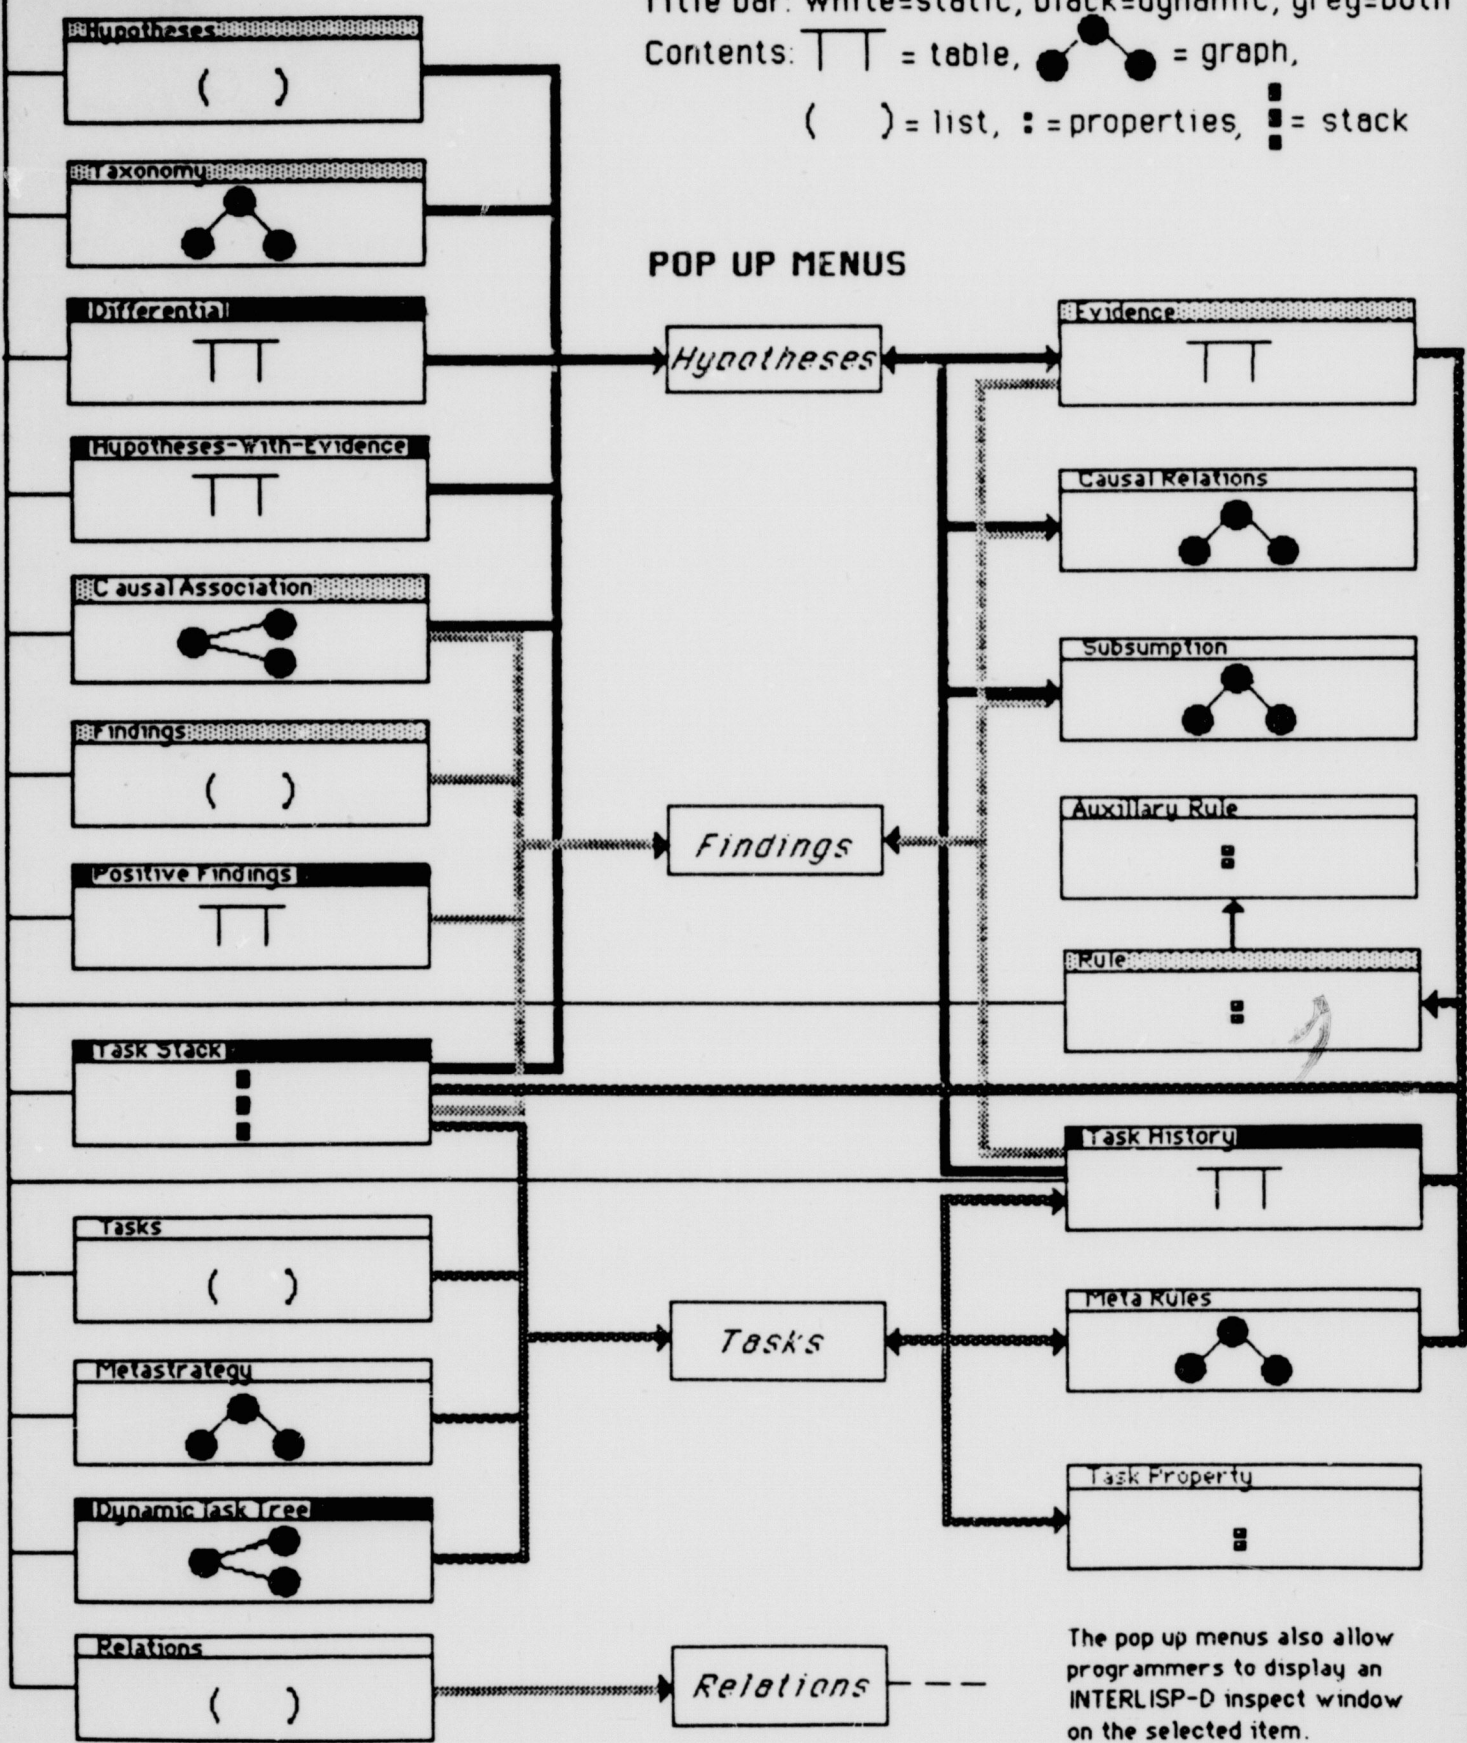 Title bar: white=static, black=dynamic, grey=both
Contents: = table, = graph,
( ) = list, : = properties, = stack
Hypotheses
( )
Taxonomy
POP UP MENUS
Differential
Hypotheses
Evidence
Hypotheses-With-Evidence
Causal Relations
Causal Association
Subsumption
Findings
( )
Findings
Auxillary Rule
Positive Findings
Rule
Task Stack
Task History
Tasks
( )
Tasks
Meta Rules
Metastrategy
Task Property
Dynamic Task Tree
Relations
( )
Relations
The pop up menus also allow
programmers to display an
INTERLISP-D inspect window
on the selected item.